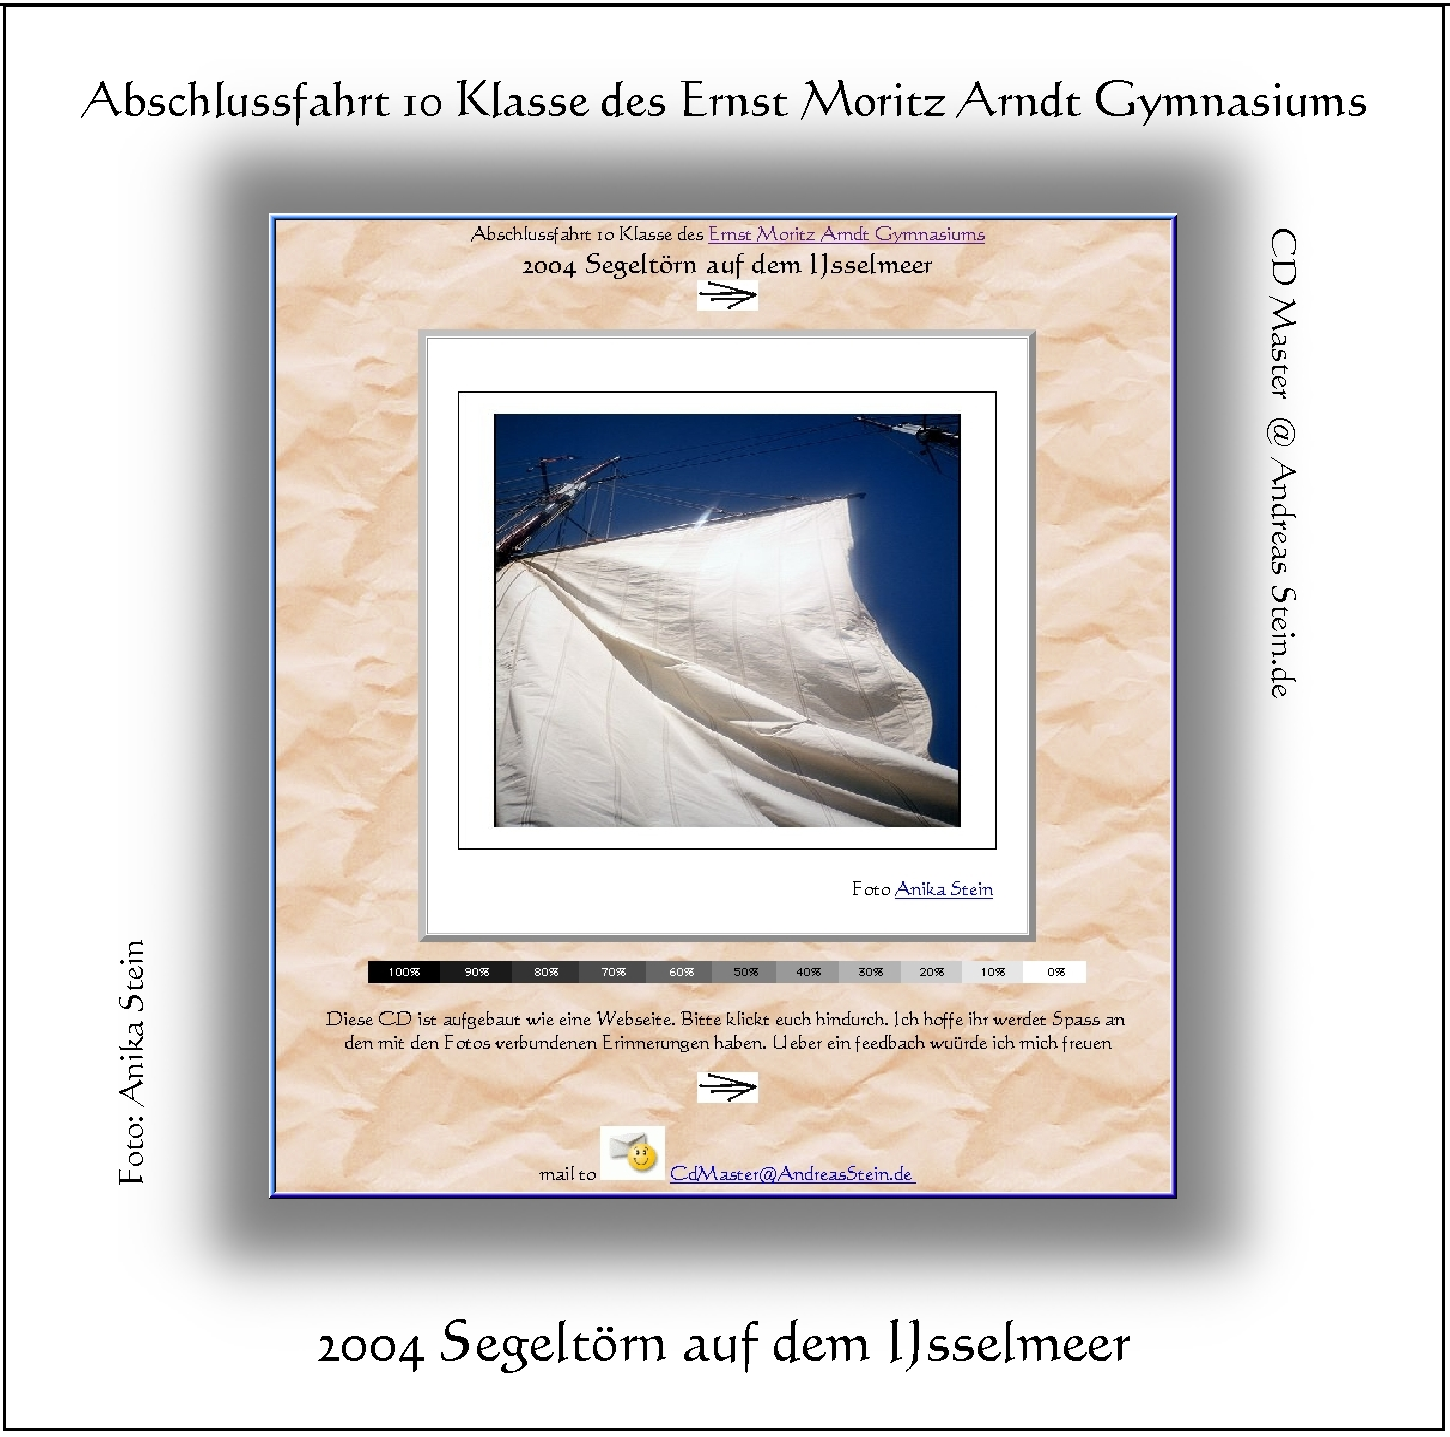 Abschlussfahrt 10 Klasse des Ernst Moritz Arndt Gymnasiums
Abschlussfahrt 10 Klasse des Ernst Moritz Arndt Gymnasiums
2004 Segeltörn auf dem IJsselmeer
Foto Anika Stein
100% 90% 80% 70% 60% 50% 40% 30% 20% 10% 0%
Diese CD ist aufgebaut wie eine Webseite. Bitte klickt euch hindurch. Ich hoffe ihr werdet Spass an
den mit den Fotos verbundenen Erinnerungen haben. Ueber ein feedbach wuürde ich mich freuen
mail to CdMaster@AndreasStein.de
CD Master @ Andreas Stein.de
Foto: Anika Stein
2004 Segeltörn auf dem IJsselmeer